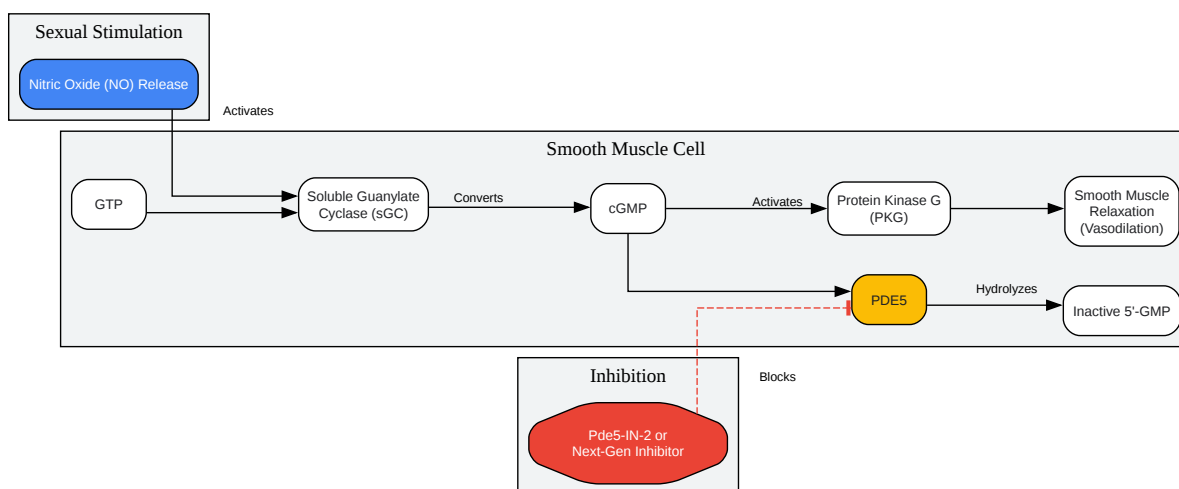 Sexual Stimulation
Nitric Oxide (NO) Release
Activates
Smooth Muscle Cell
GTP
Soluble Guanylate
Cyclase (sGC)
Converts
cGMP
Activates
Protein Kinase G
(PKG)
Smooth Muscle
Relaxation
(Vasodilation)
PDE5
Hydrolyzes
Inactive 5'-GMP
Inhibition
Blocks
Pde5-IN-2 or
Next-Gen Inhibitor